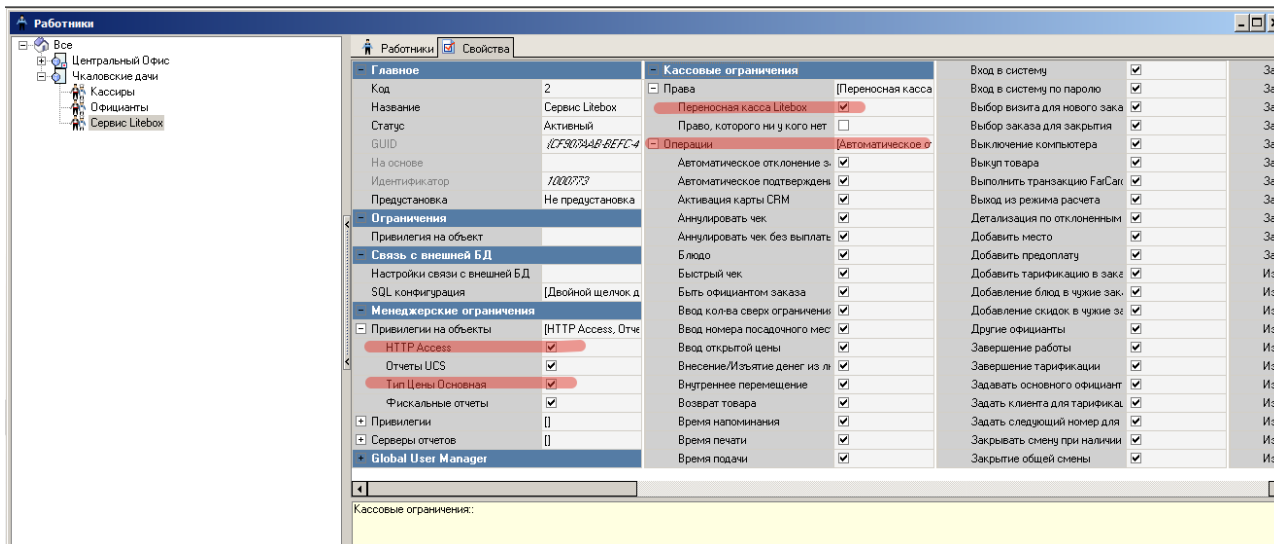 Работники
Все
Центральный Офис
Чкаловские дачи
Кассиры
Официанты
Сервис Litebox
Работники
Свойства
Главное
Код 2
Название Сервис Litebox
Статус Активный
GUID {CF907AAB-BEFC-4
На основе
Идентификатор 1000773
Предустановка Не предустановка
Ограничения
Привилегия на объект
Связь с внешней БД
Настройки связи с внешней БД
SQL конфигурация [Двойной щелчок д
Менеджерские ограничения
Привилегии на объекты [HTTP Access, Отче
HTTP Access
Отчеты UCS
Тип Цены Основная
Фискальные отчеты
Привилегии []
Серверы отчетов []
Global User Manager
Кассовые ограничения
Права [Переносная касса
Переносная касса Litebox
Право, которого ни у кого нет
Операции [Автоматическое о
Автоматическое отклонение з
Автоматическое подтвержден
Активация карты CRM
Аннулировать чек
Аннулировать чек без выплать
Блюдо
Быстрый чек
Быть официантом заказа
Ввод кол-ва сверх ограничения
Ввод номера посадочного мес
Ввод открытой цены
Внесение/Изъятие денег из л
Внутреннее перемещение
Возврат товара
Время напоминания
Время печати
Время подачи
Вход в систему
Вход в систему по паролю
Выбор визита для нового зака
Выбор заказа для закрытия
Выключение компьютера
Выкуп товара
Выполнить транзакцию FarCar
Выход из режима расчета
Детализация по отклоненным
Добавить место
Добавить предоплату
Добавить тарификацию в зака
Добавление блюд в чужие зак
Добавление скидок в чужие за
Другие официанты
Завершение работы
Завершение тарификации
Задавать основного официант
Задать клиента для тарификац
Задать следующий номер для
Закрывать смену при наличии
Закрытие общей смены
Кассовые ограничения::